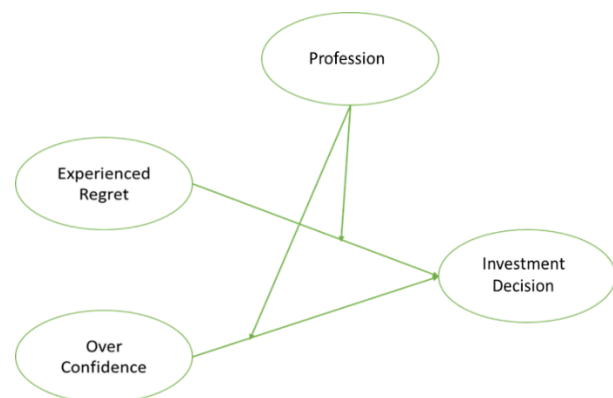 Profession
Experienced
Regret
Investment
Decision
Over
Confidence